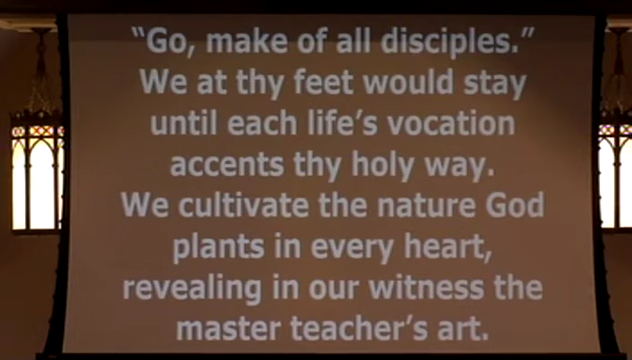 “Go, make of all disciples.”
We at thy feet would stay
until each life’s vocation
accents thy holy way.
We cultivate the nature God
plants in every heart,
revealing in our witness the
master teacher’s art.